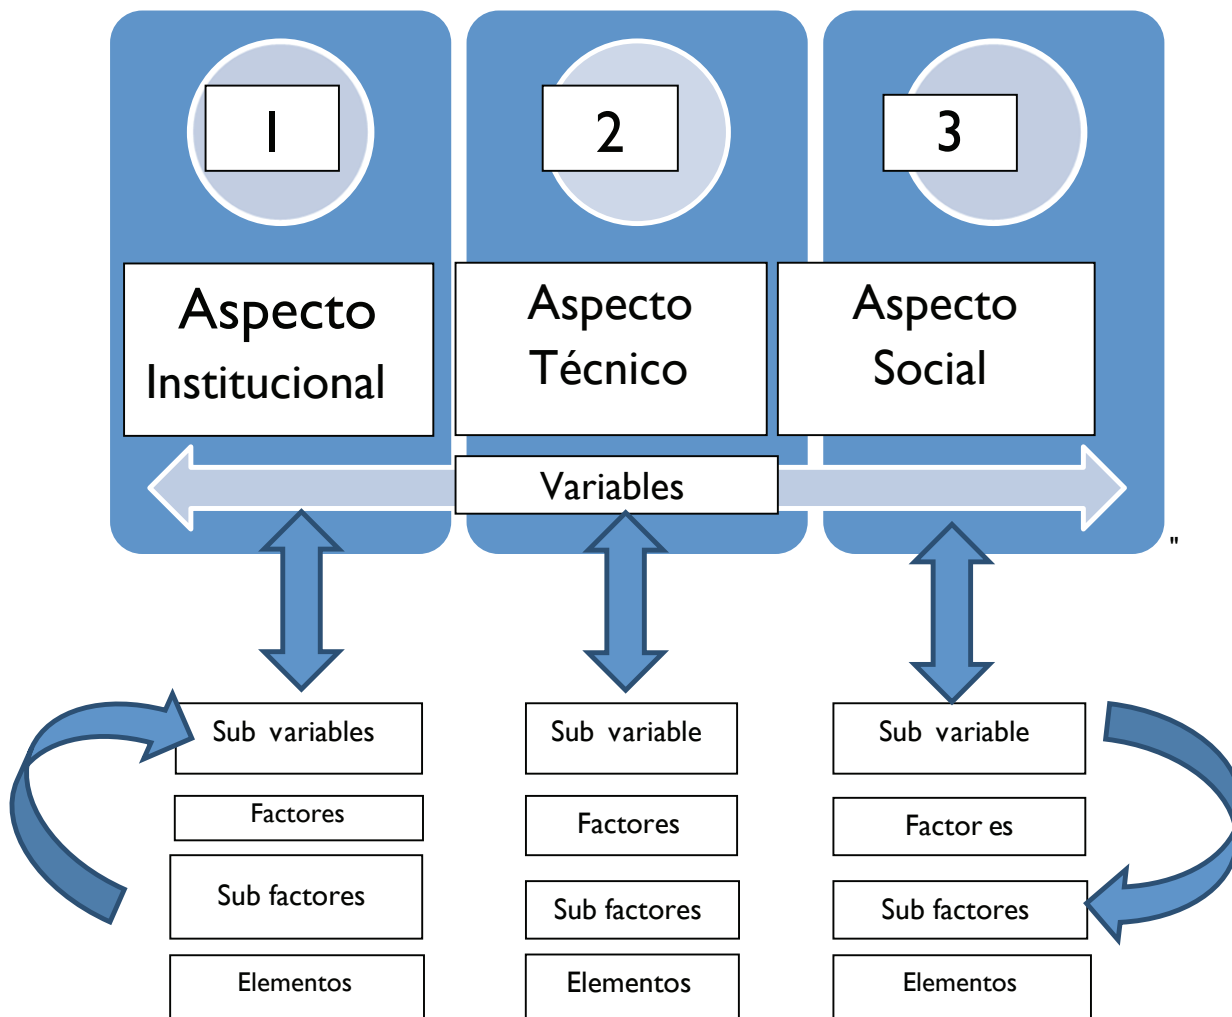 1
2
3
Aspecto
Institucional
Aspecto
Técnico
Aspecto
Social
Variables
"
Sub variables
Sub variable
Sub variable
Factores
Factores
Factor es
Sub factores
Sub factores
Sub factores
Elementos
Elementos
Elementos